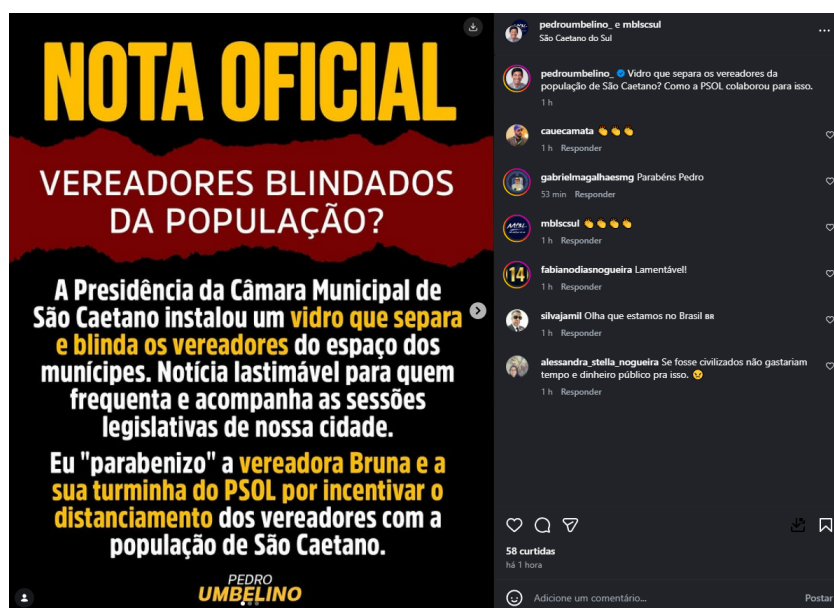 NOTA OFICIAL
VEREADORES BLINDADOS
DA POPULAÇÃO?
A Presidência da Câmara Municipal de
São Caetano instalou um vidro que separa
e blinda os vereadores do espaço dos
munícipes. Notícia lastimável para quem
frequenta e acompanha as sessões
legislativas de nossa cidade.
Eu "parabenizo" a vereadora Bruna e a
sua turminha do PSOL por incentivar o
distanciamento dos vereadores com a
população de São Caetano.
PEDRO
UMBELINO
pedroumbelino_ e mblscsul
São Caetano do Sul
pedroumbelino_ Vidro que separa os vereadores da
população de São Caetano? Como a PSOL colaborou para isso.
1 h
cauecamata 👏👏👏
1 h Responder
gabrielmagalhaesmg Parabéns Pedro
53 min Responder
MBL
mblscsul 👏👏👏👏
1 h Responder
14
fabianodiasnogueira Lamentável!
1 h Responder
silvajamil Olha que estamos no Brasil BR
1 h Responder
alessandra_stella_nogueira Se fosse civilizados não gastariam
tempo e dinheiro público pra isso. 😉
1 h Responder
58 curtidas
há 1 hora
Adicione um comentário...
Postar